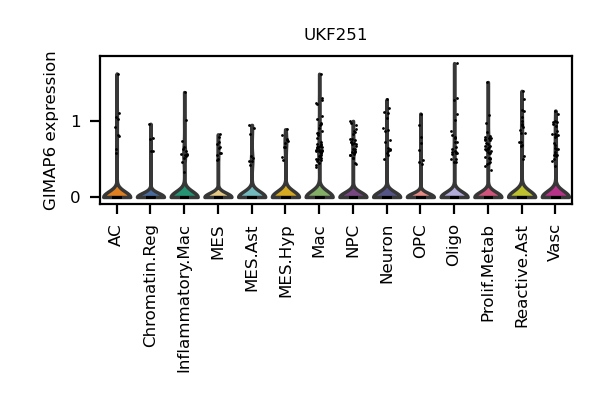 UKF251
GIMAP6 expression
1
0
AC
Chromatin.Reg
Inflammatory.Mac
MES
MES.Ast
MES.Hyp
Mac
NPC
Neuron
OPC
Oligo
Prolif.Metab
Reactive.Ast
Vasc